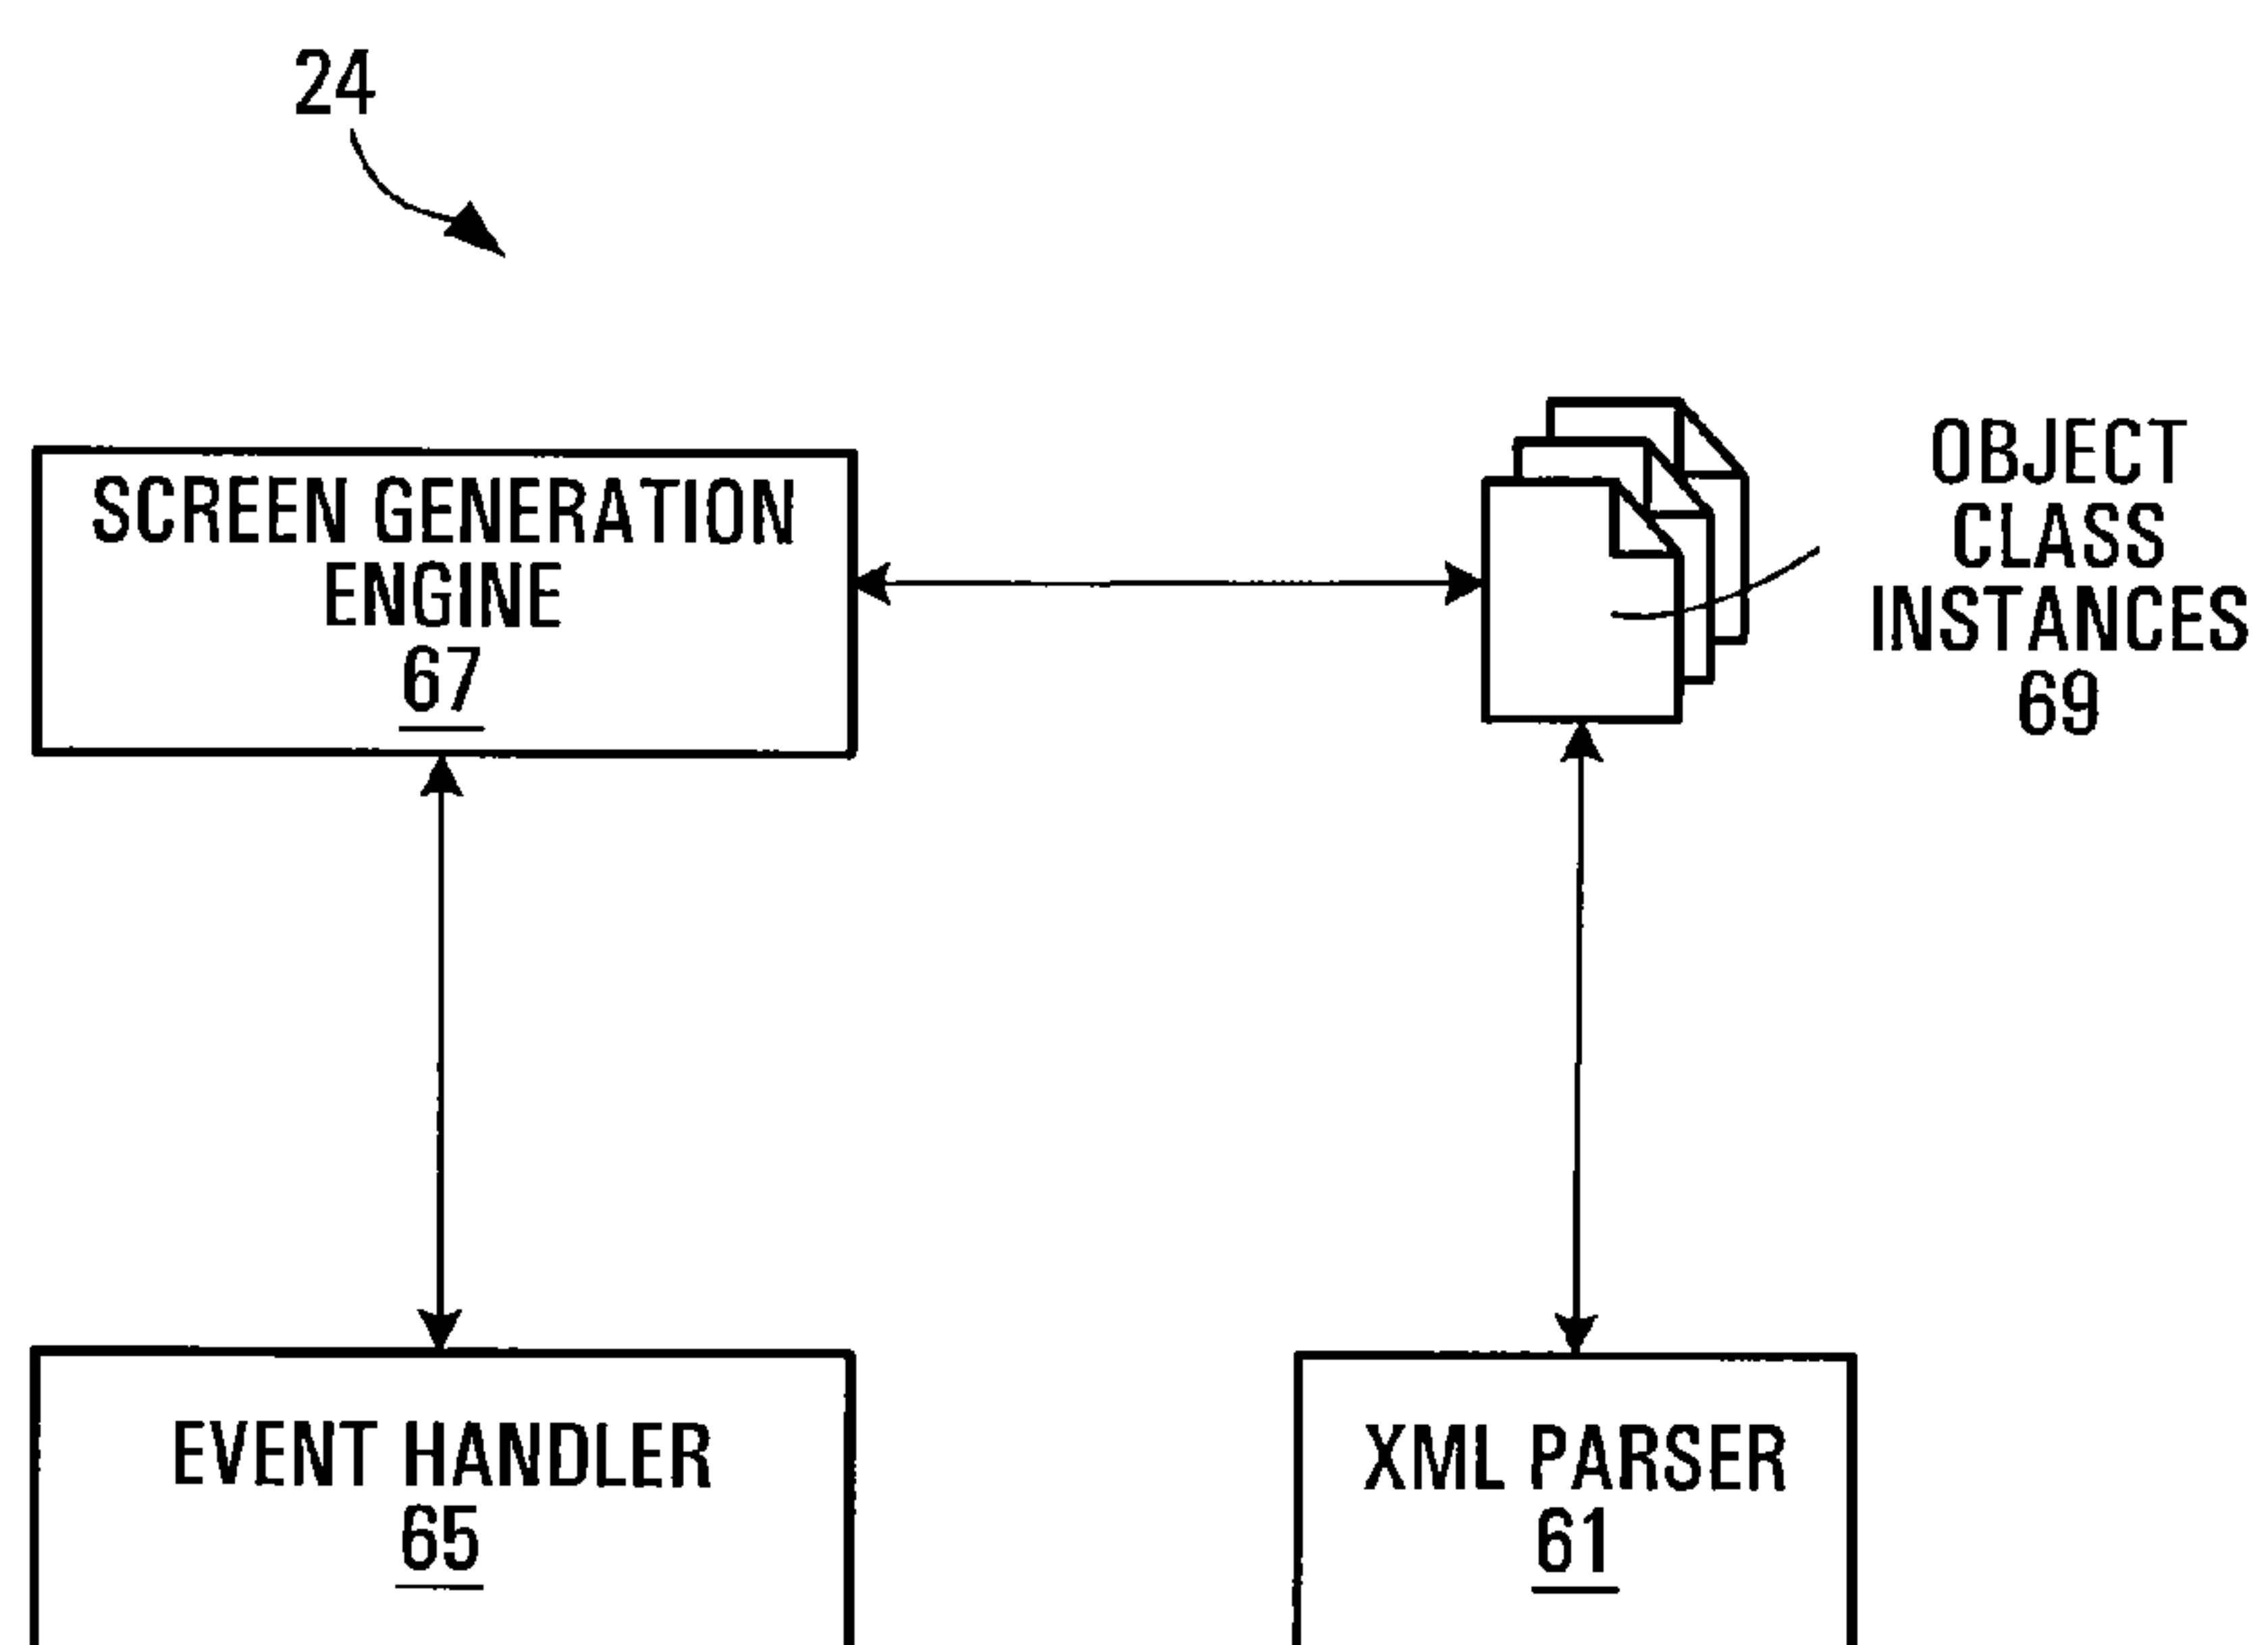 24
SCREEN GENERATION
ENGINE
67
OBJECT
CLASS
INSTANCES
69
EVENT HANDLER
65
XML PARSER
61